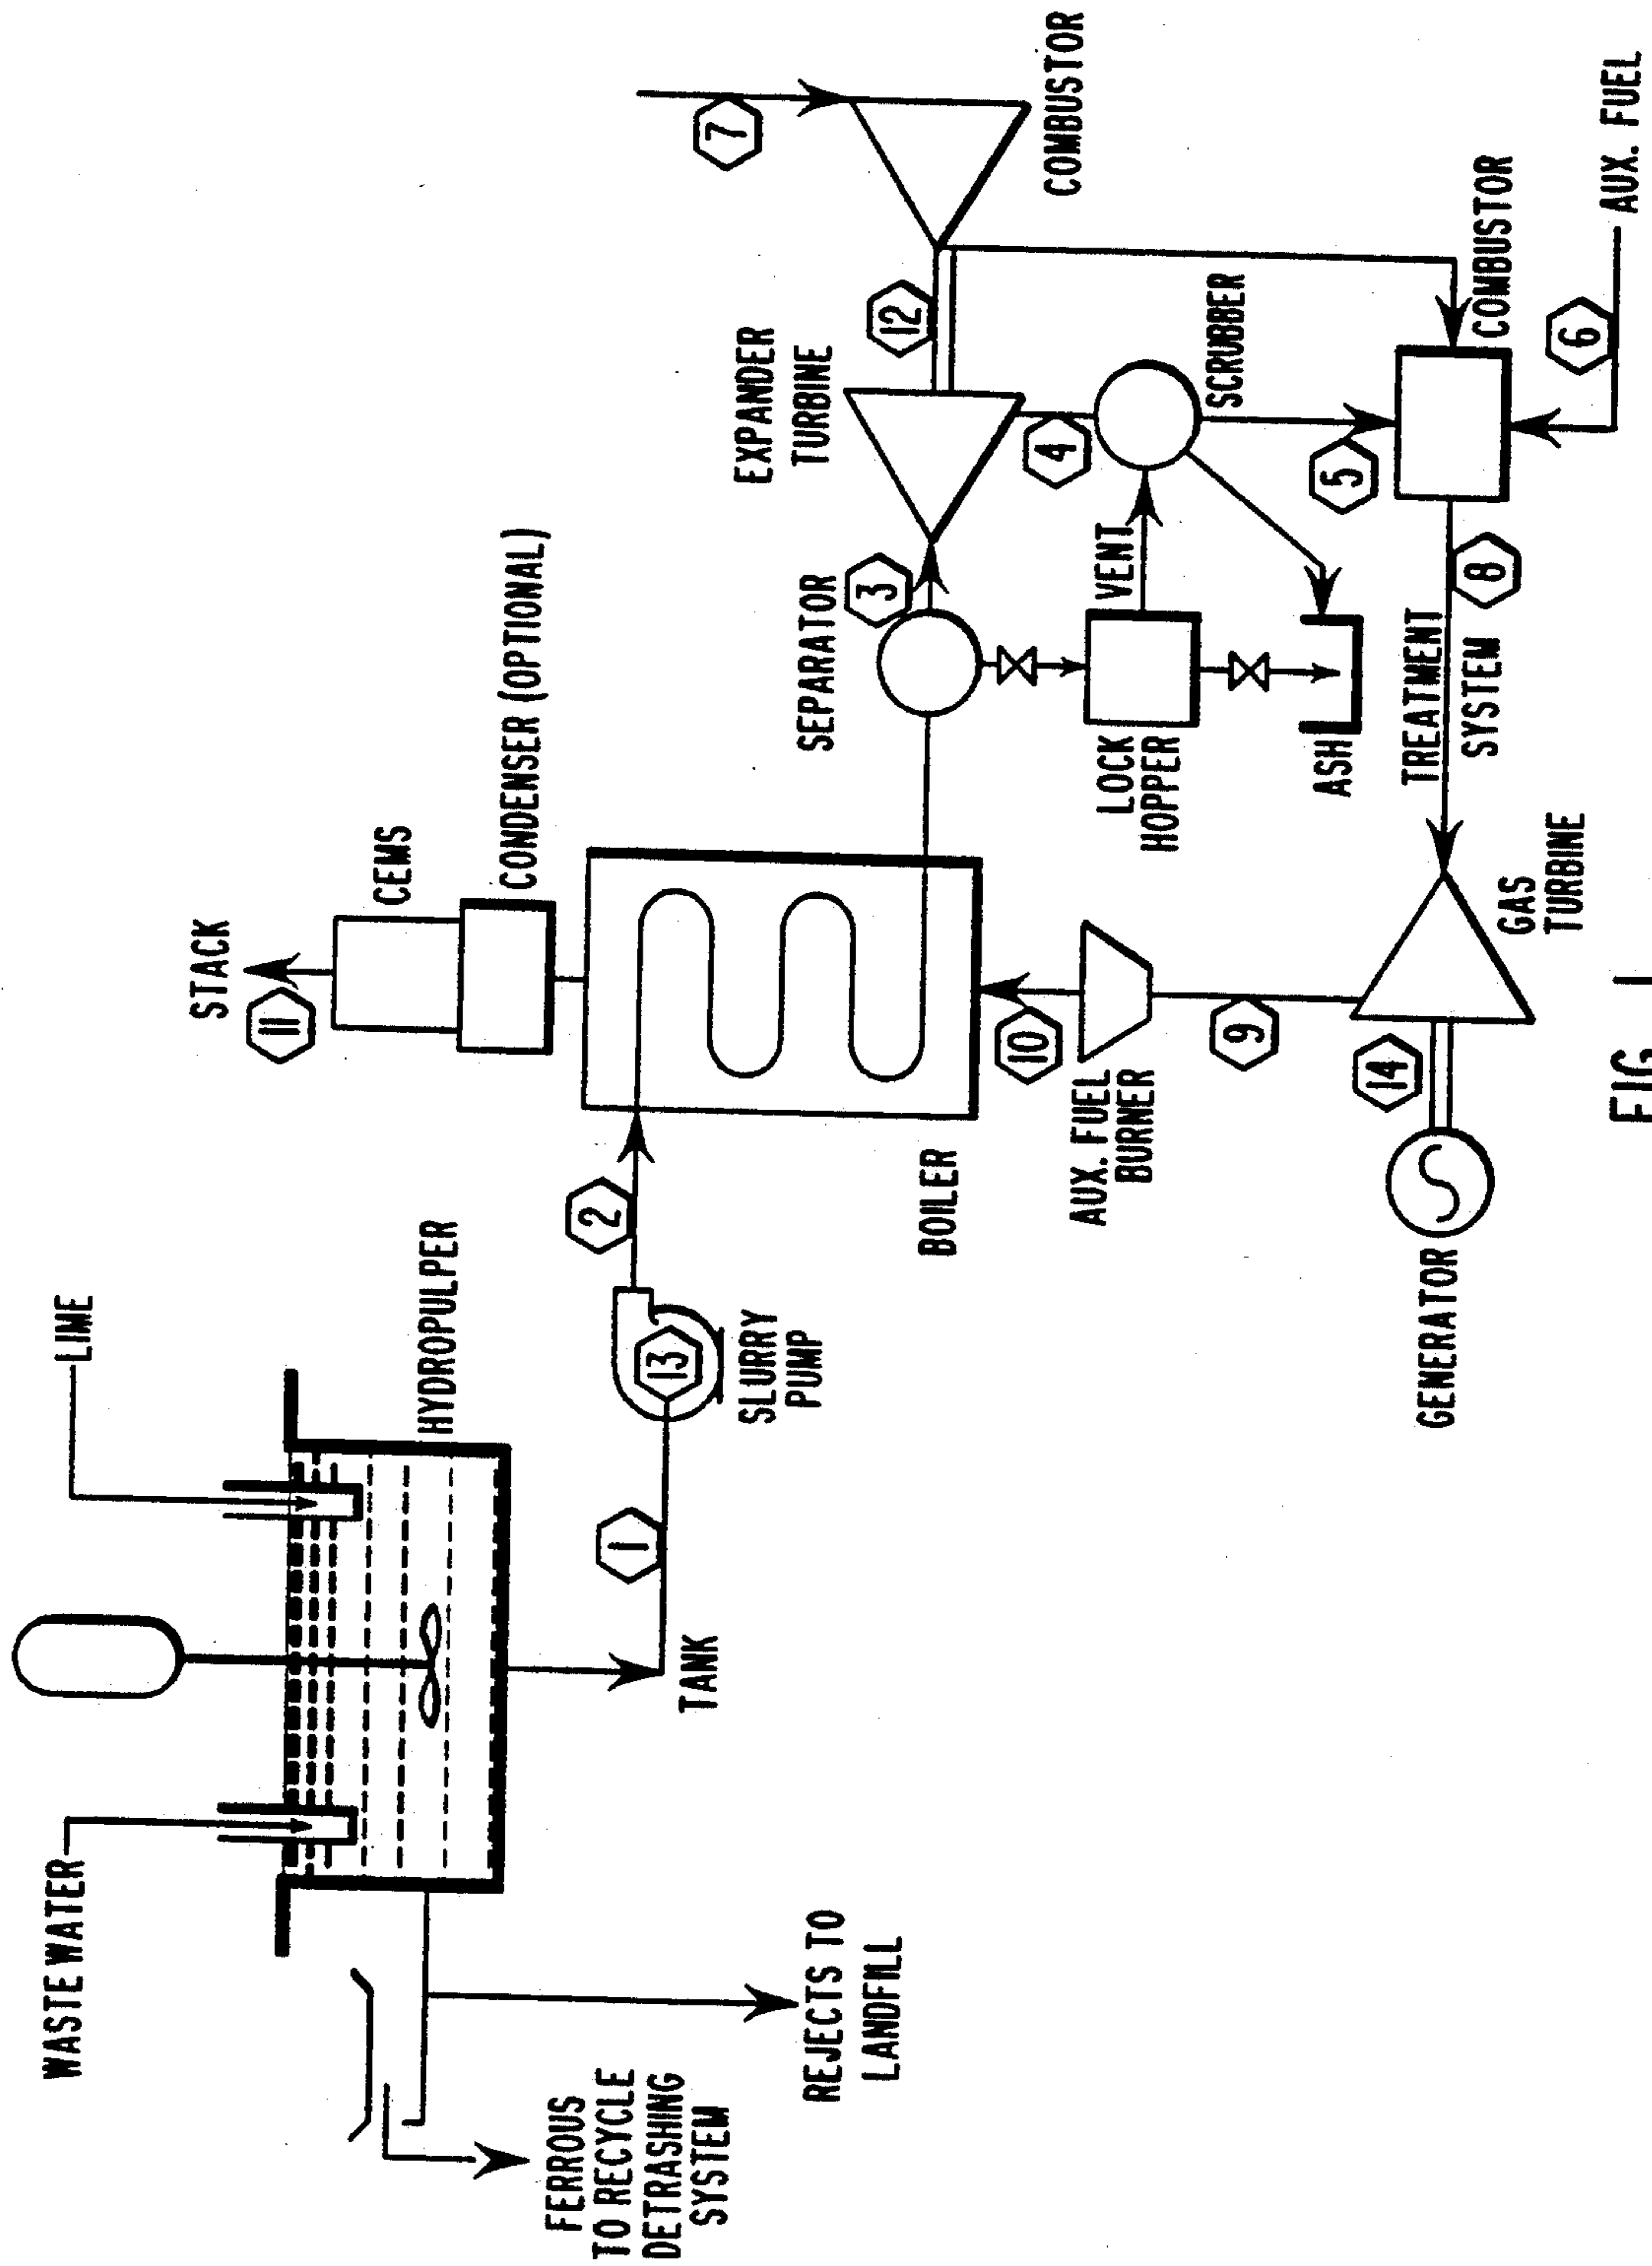 WASTE WATER
LIME
HYDROPULPER
FERROUS
TO RECYCLE
DETRASHING
SYSTEM
REJECTS TO
LANDFILL
TANK
1
13
SLURRY
PUMP
2
BOILER
STACK
11
CEMS
CONDENSER (OPTIONAL)
SEPARATOR
3
EXPANDER
TURBINE
12
7
COMBUSTOR
4
SCRUBBER
VENT
LOCK
HOPPER
ASH
5
COMBUSTOR
6
AUX. FUEL
8
TREATMENT
SYSTEM
GAS
TURBINE
9
10
AUX. FUEL
BURNER
14
GENERATOR
FIG. 1